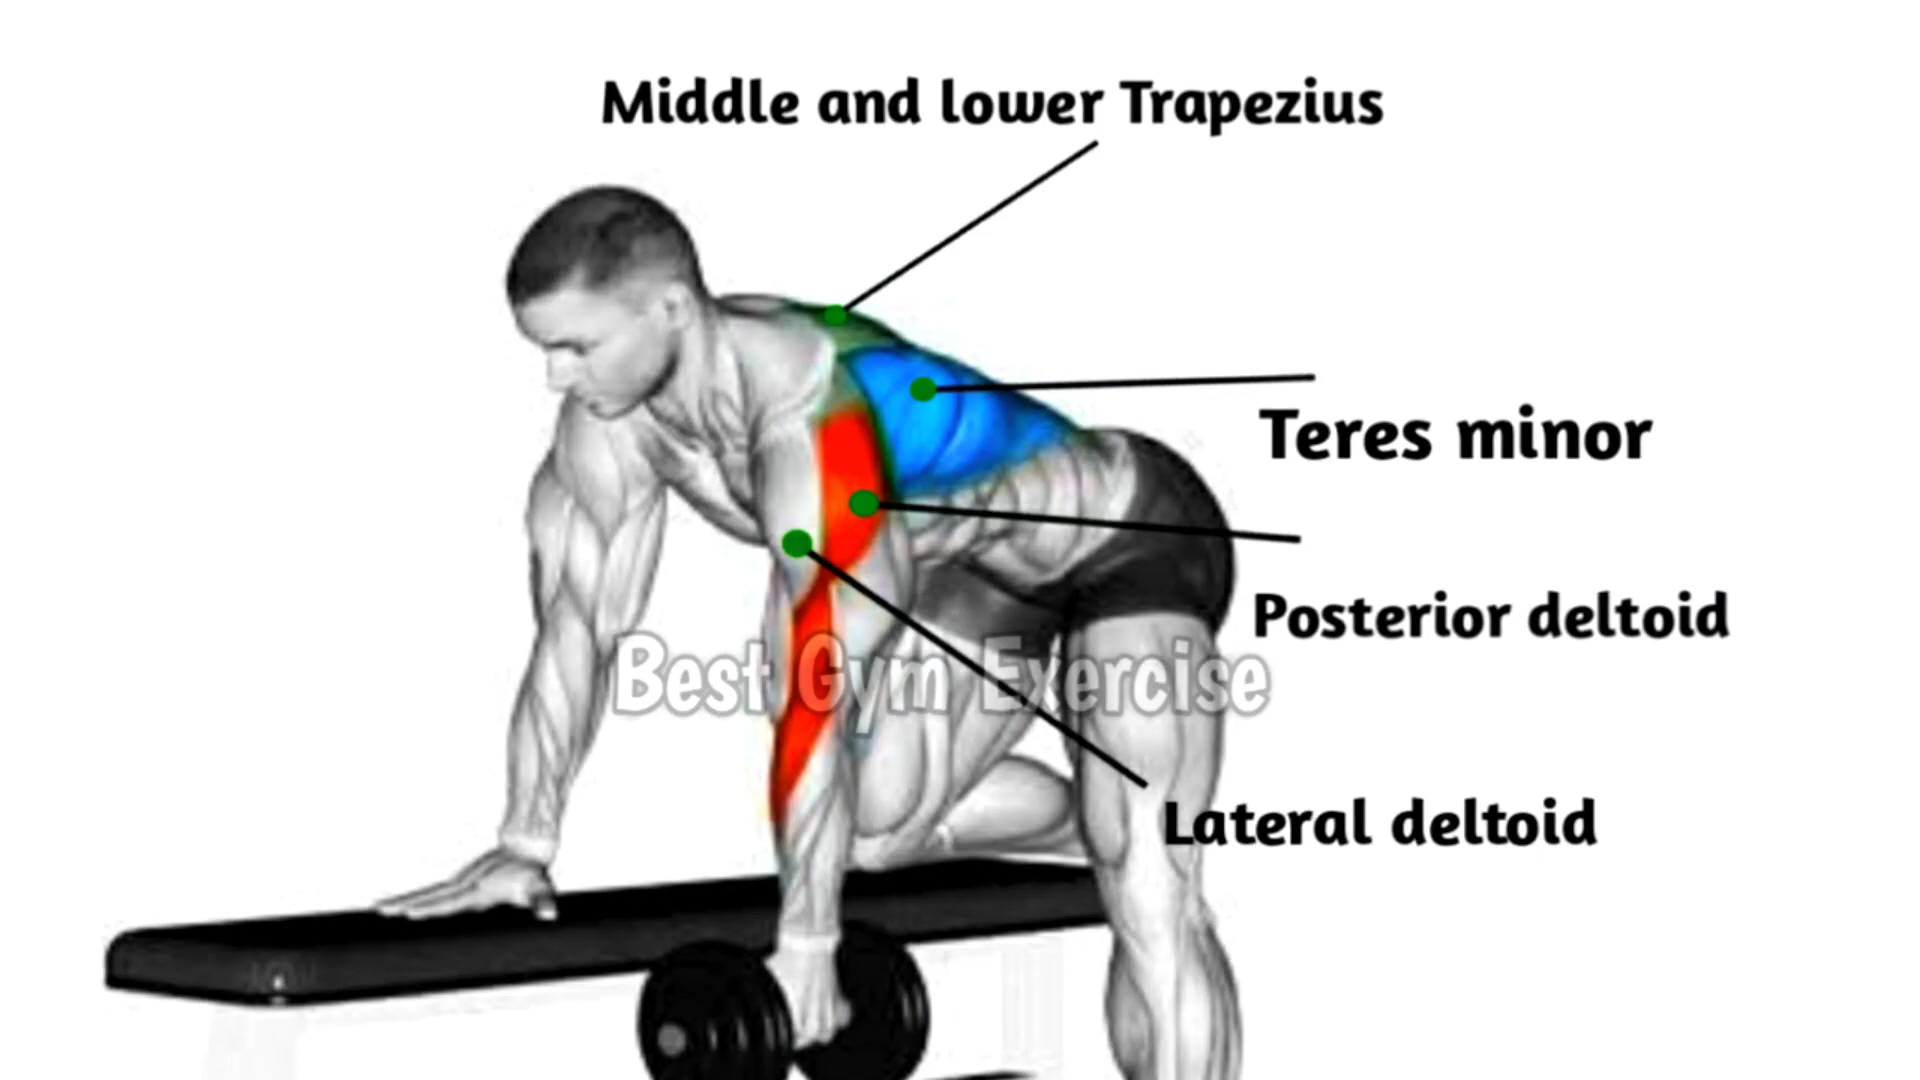 Middle and lower Trapezius
Teres minor
Posterior deltoid
Best Gym Exercise
Lateral deltoid